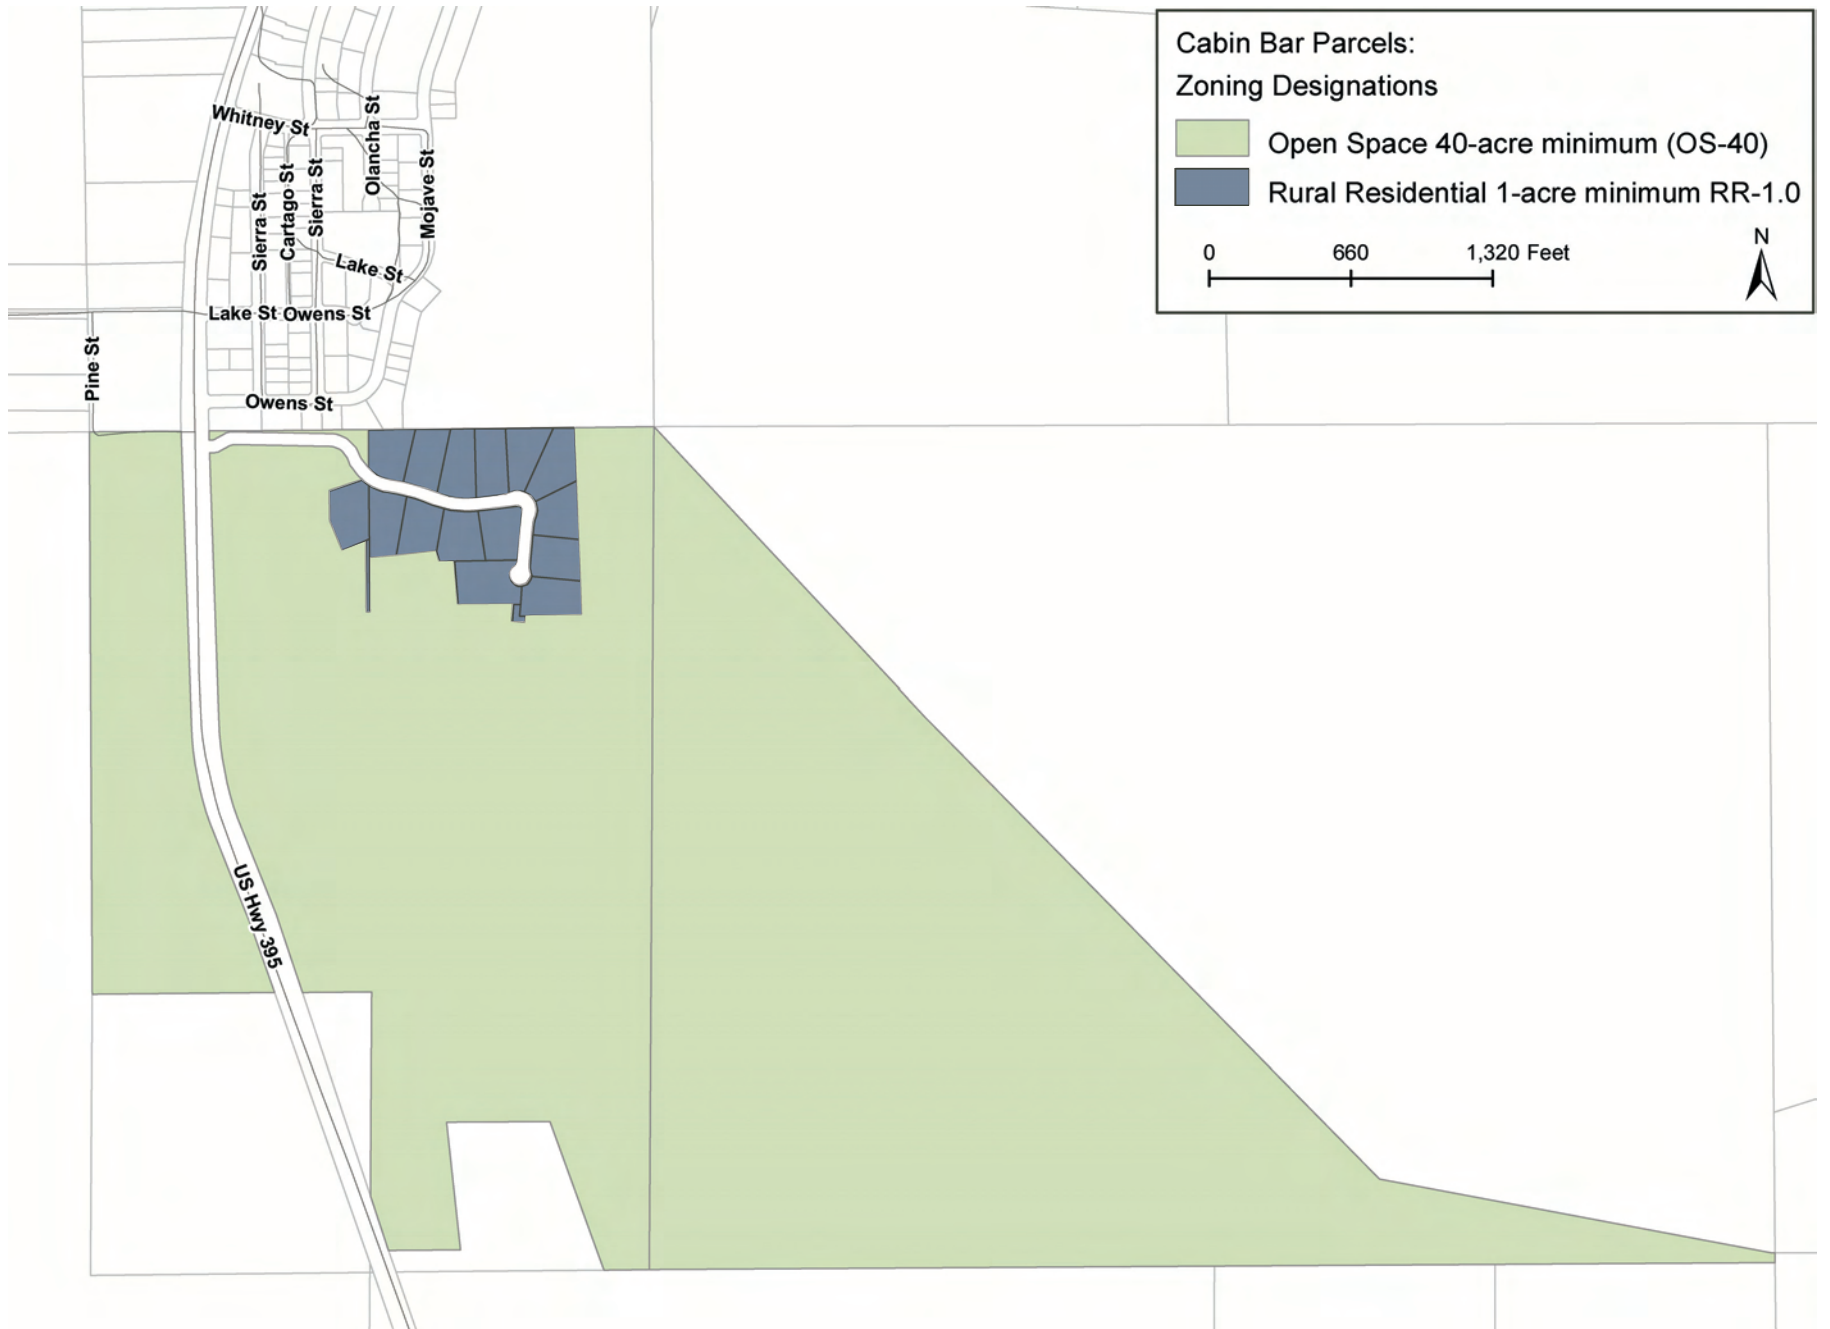 Cabin Bar Parcels:
Zoning Designations
Open Space 40-acre minimum (OS-40)
Rural Residential 1-acre minimum RR-1.0
0 660 1,320 Feet
N
Whitney St
Olancha St
Sierra St
Cartago St
Sierra St
Mojave St
Lake St
Lake St
Owens St
Pine St
Owens St
US Hwy 395